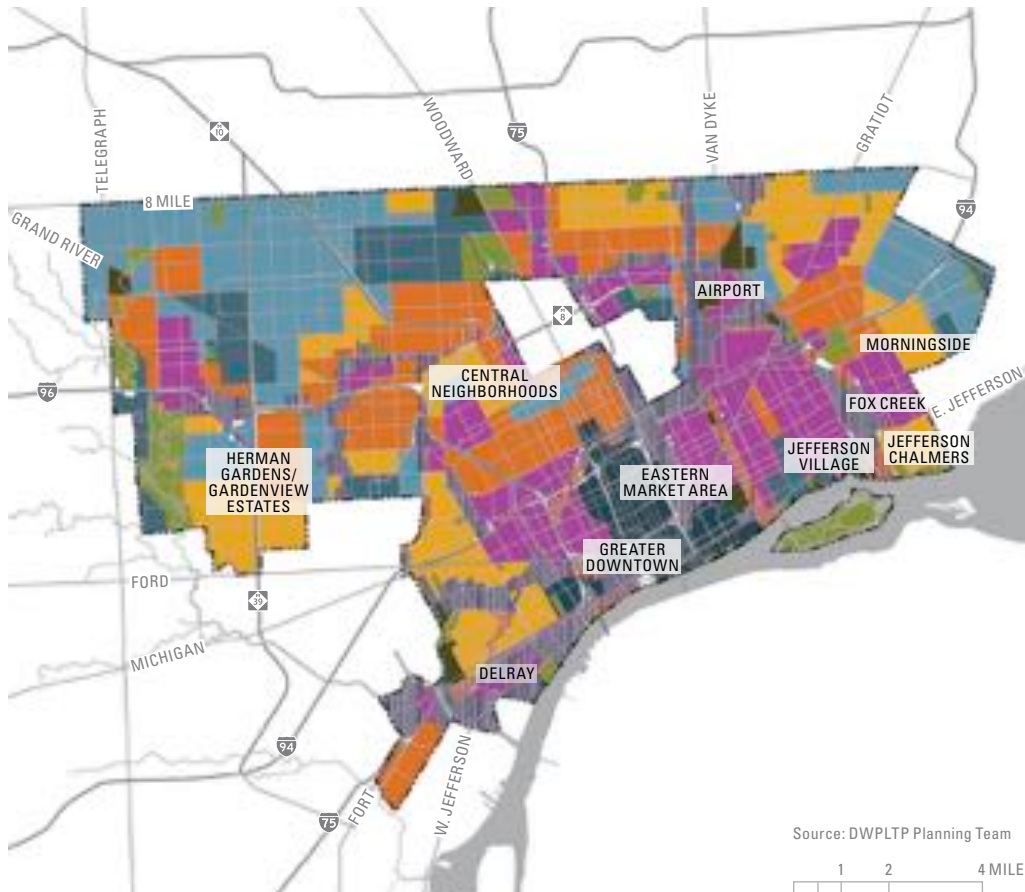 TELEGRAPH
M
10
WOODWARD
75
VAN DYKE
GRATIOT
8 MILE
94
GRAND RIVER
AIRPORT
M
8
MORNINGSIDE
96
CENTRAL
NEIGHBORHOODS
FOX CREEK
E. JEFFERSON
HERMAN
GARDENS/
GARDENVIEW
ESTATES
EASTERN
MARKET AREA
JEFFERSON
VILLAGE
JEFFERSON
CHALMERS
GREATER
DOWNTOWN
FORD
M
39
MICHIGAN
DELRAY
94
75
FORT
W. JEFFERSON
Source: DWPLTP Planning Team
1 2 4 MILE